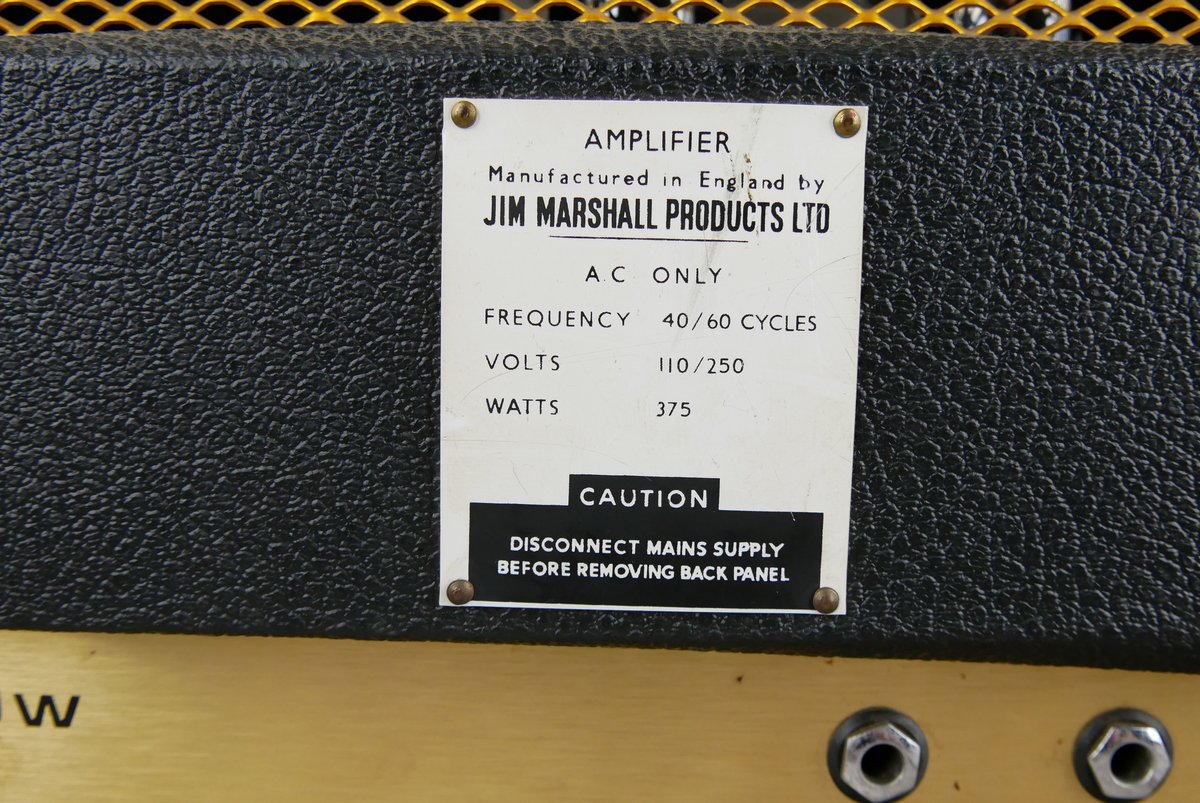 AMPLIFIER
Manufactured in England by
JIM MARSHALL PRODUCTS LTD
A.C ONLY
FREQUENCY 40/60 CYCLES
VOLTS 110/250
WATTS 375
CAUTION
DISCONNECT MAINS SUPPLY
BEFORE REMOVING BACK PANEL